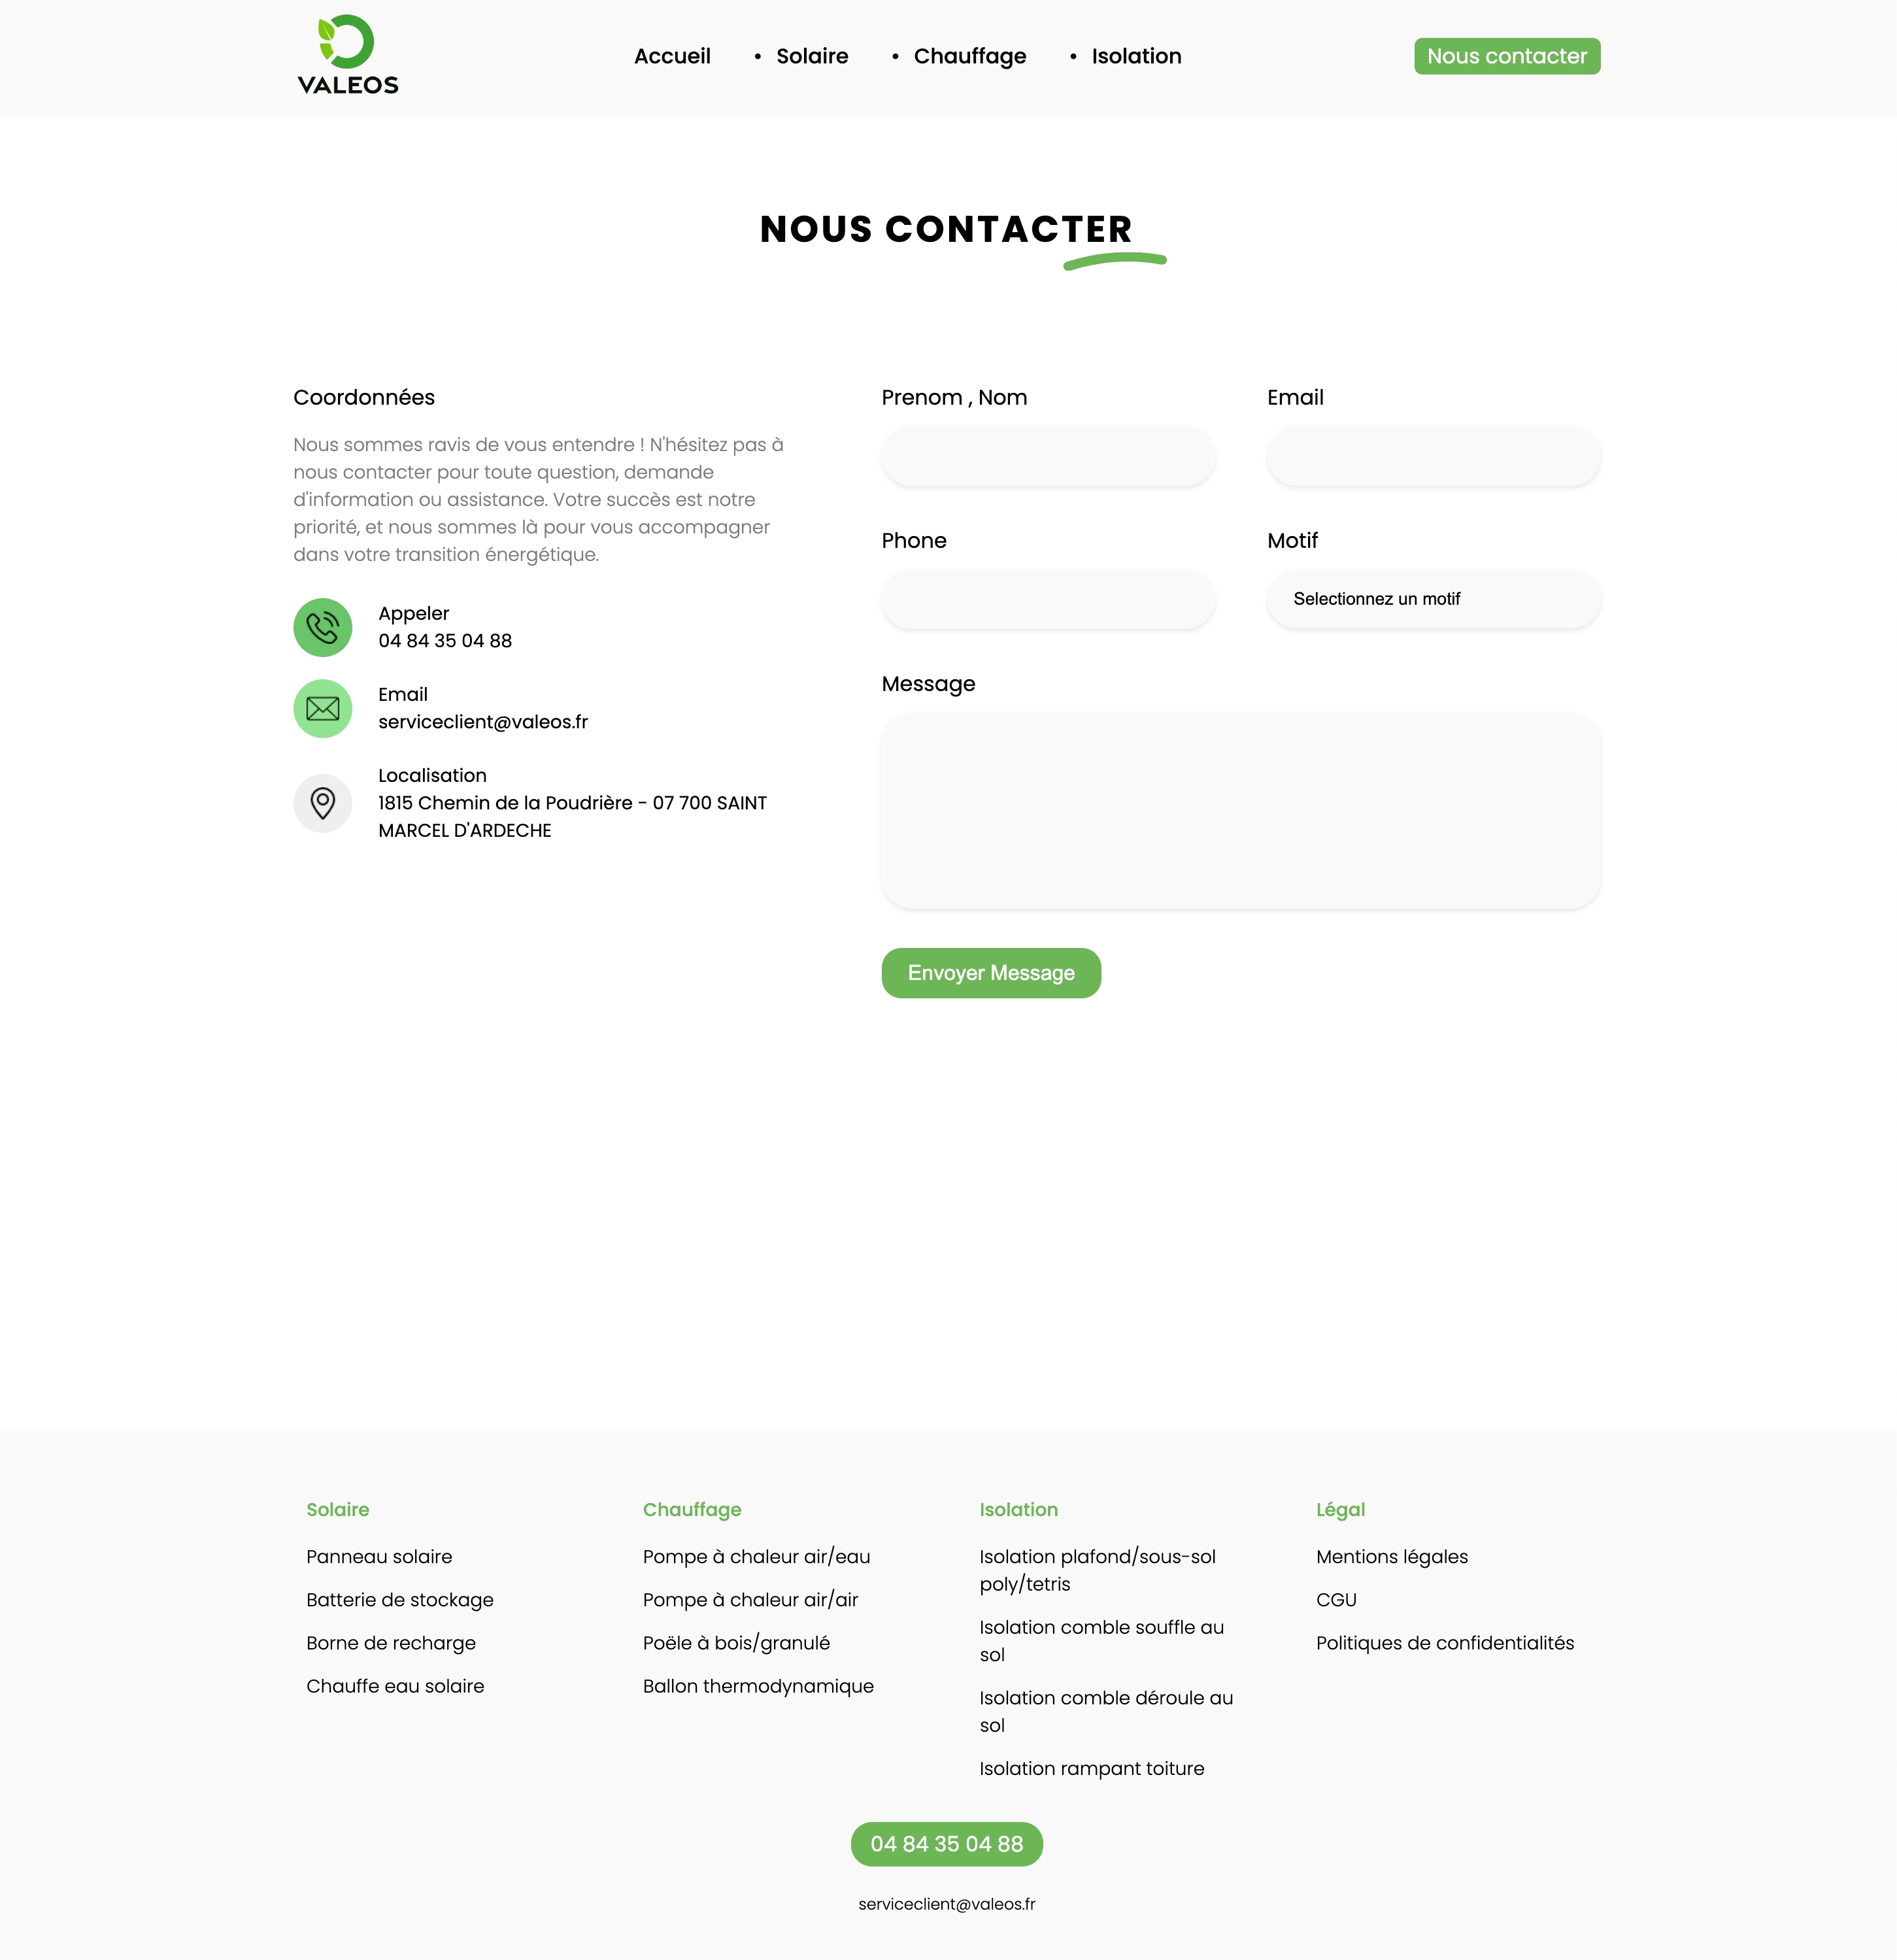 VALEOS
Accueil
• Solaire
• Chauffage
• Isolation
Nous contacter
NOUS CONTACTER
Coordonnées
Nous sommes ravis de vous entendre ! N'hésitez pas à
nous contacter pour toute question, demande
d'information ou assistance. Votre succès est notre
priorité, et nous sommes là pour vous accompagner
dans votre transition énergétique.
Appeler
04 84 35 04 88
Email
serviceclient@valeos.fr
Localisation
1815 Chemin de la Poudrière - 07 700 SAINT
MARCEL D'ARDECHE
Prenom , Nom
Email
Phone
Motif
Selectionnez un motif
Message
Envoyer Message
Solaire
Panneau solaire
Batterie de stockage
Borne de recharge
Chauffe eau solaire
Chauffage
Pompe à chaleur air/eau
Pompe à chaleur air/air
Poële à bois/granulé
Ballon thermodynamique
Isolation
Isolation plafond/sous-sol
poly/tetris
Isolation comble souffle au
sol
Isolation comble déroule au
sol
Isolation rampant toiture
Légal
Mentions légales
CGU
Politiques de confidentialités
04 84 35 04 88
serviceclient@valeos.fr